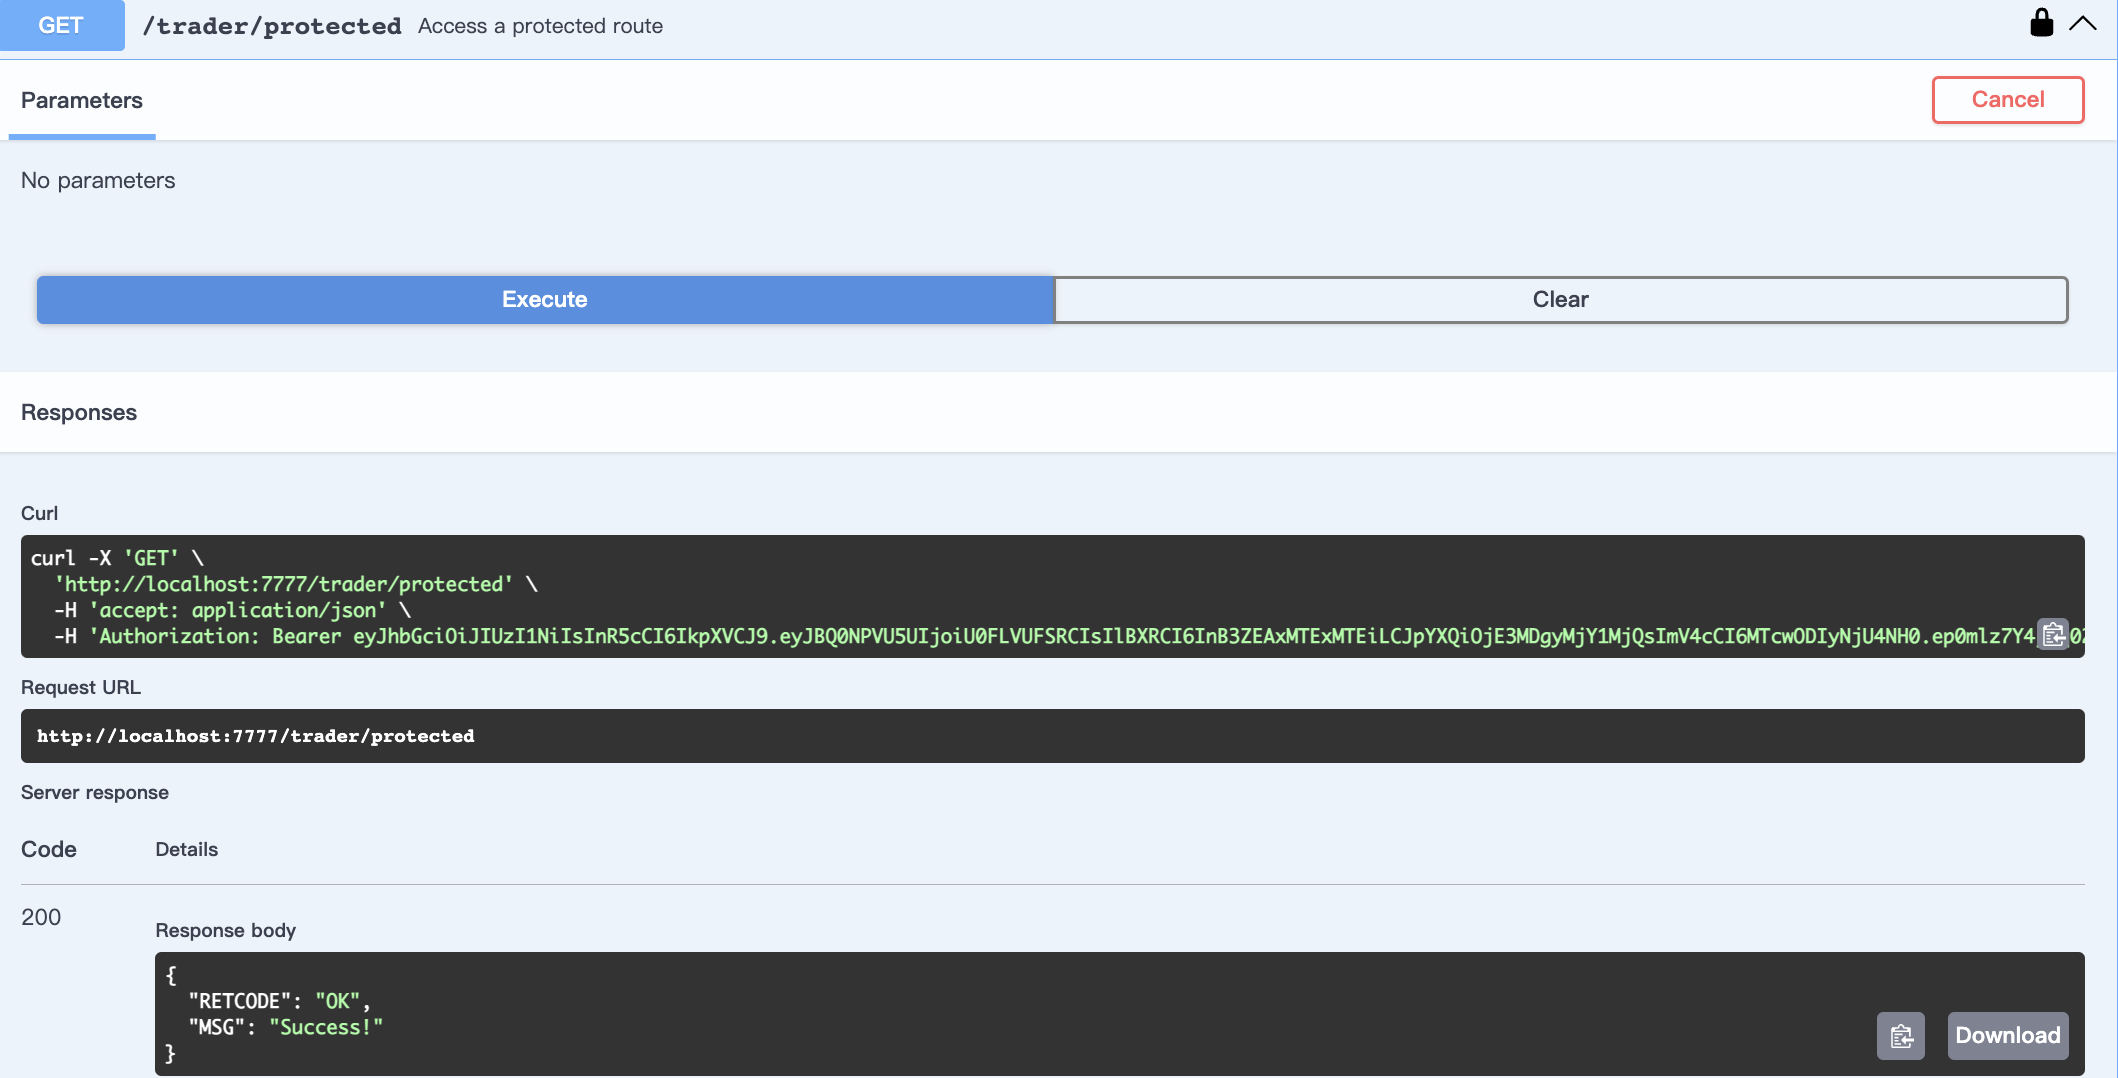 GET /trader/protected Access a protected route
Parameters
Cancel
No parameters
Execute
Clear
Responses
Curl
curl -X 'GET' \
'http://localhost:7777/trader/protected' \
-H 'accept: application/json' \
-H 'Authorization: Bearer eyJhbGciOiJIUzI1NiIsInR5cCI6IkpXVCJ9.eyJBQ0NPVU5UIjoiU0FLVUFSRCIsIlBXRCI6InB3ZEAxMTExMTEiLCJpYXQiOjE3MDgyMjY1MjQsImV4cCI6MTcwODIyNjU4NH0.ep0mlz7Y4
Request URL
http://localhost:7777/trader/protected
Server response
Code
Details
200
Response body
{
"RETCODE": "OK",
"MSG": "Success!"
}
Download